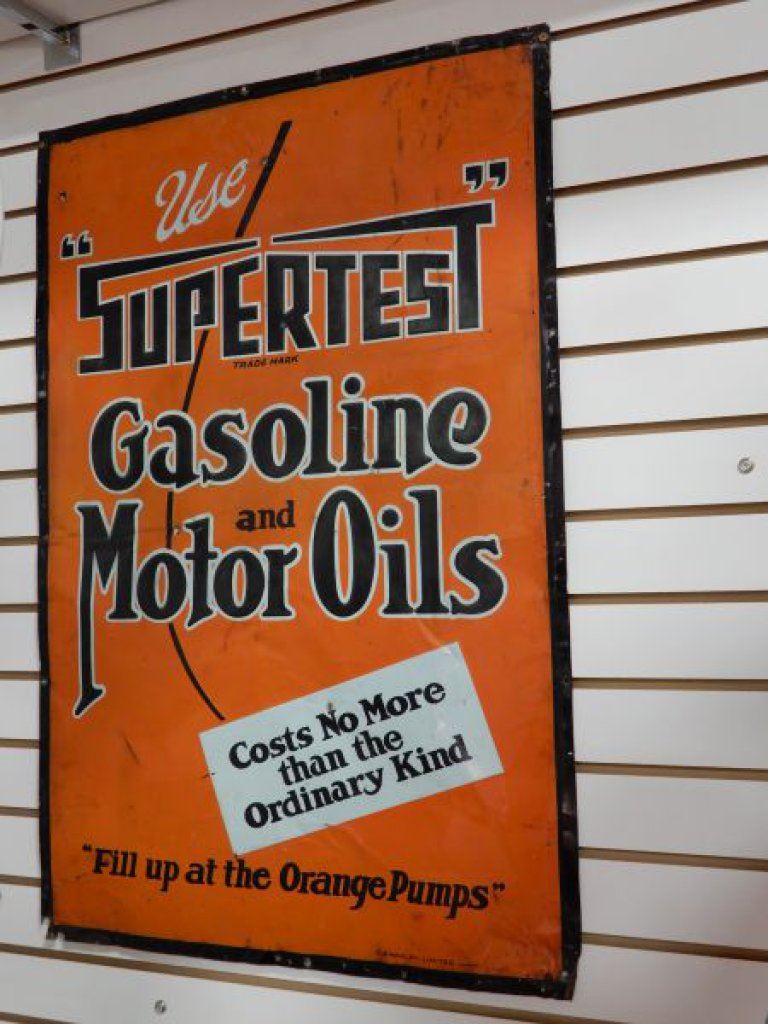 Use
"SUPERTEST"
TRADE MARK
Gasoline
and
Motor Oils
Costs No More
than the
Ordinary Kind
"Fill up at the Orange Pumps"